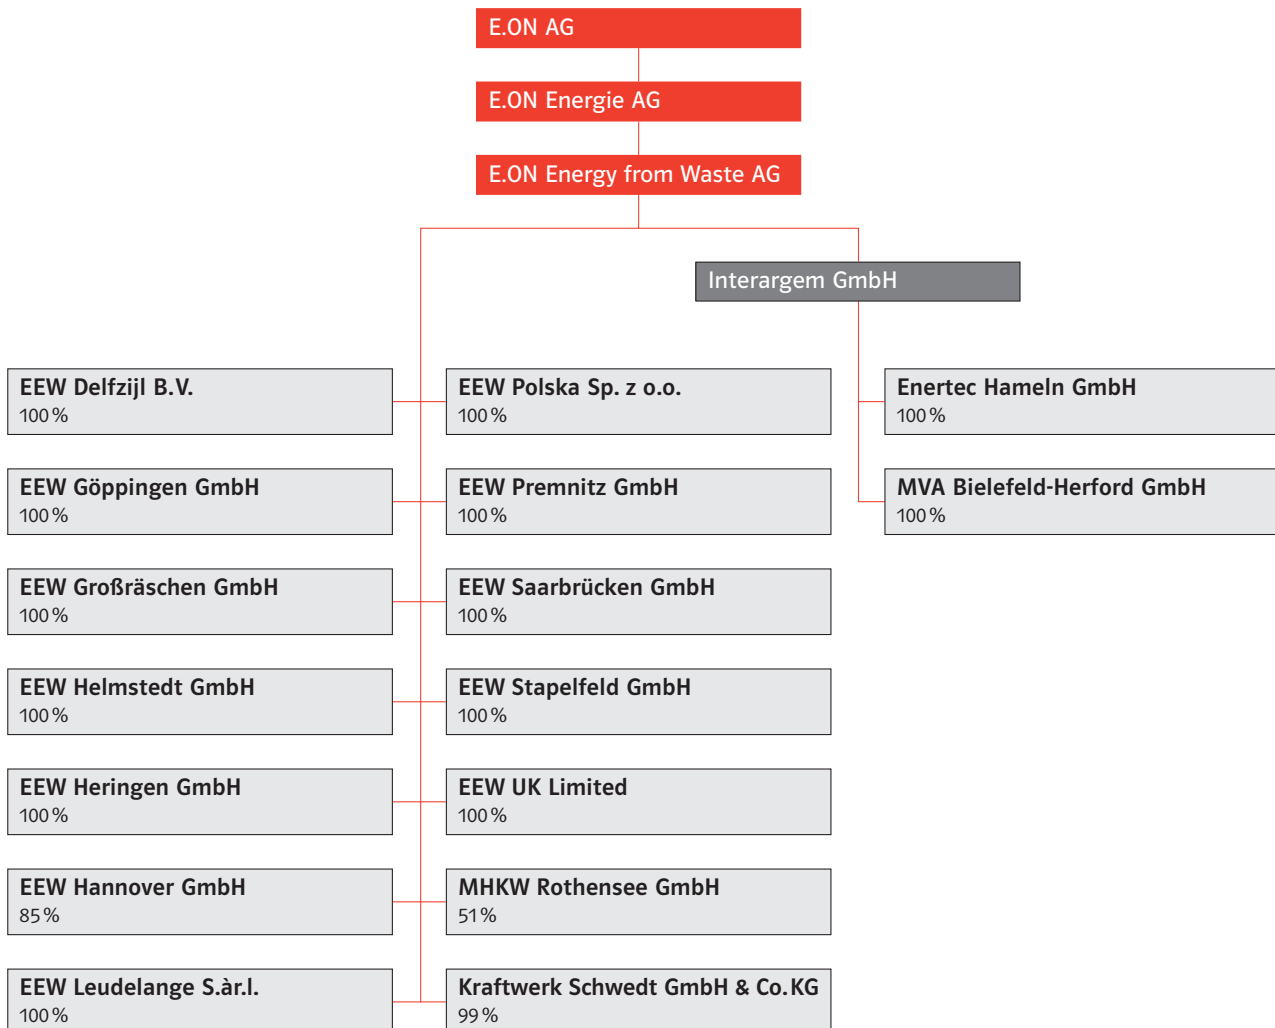 E.ON AG
E.ON Energie AG
E.ON Energy from Waste AG
Interargem GmbH
EEW Delfzijl B.V.
100 %
EEW Polska Sp. z o.o.
100 %
Enertec Hameln GmbH
100 %
EEW Göppingen GmbH
100 %
EEW Premnitz GmbH
100 %
MVA Bielefeld-Herford GmbH
100 %
EEW Großräschen GmbH
100 %
EEW Saarbrücken GmbH
100 %
EEW Helmstedt GmbH
100 %
EEW Stapelfeld GmbH
100 %
EEW Heringen GmbH
100 %
EEW UK Limited
100 %
EEW Hannover GmbH
85 %
MHKW Rothensee GmbH
51 %
EEW Leudelange S.àr.l.
100 %
Kraftwerk Schwedt GmbH & Co. KG
99 %